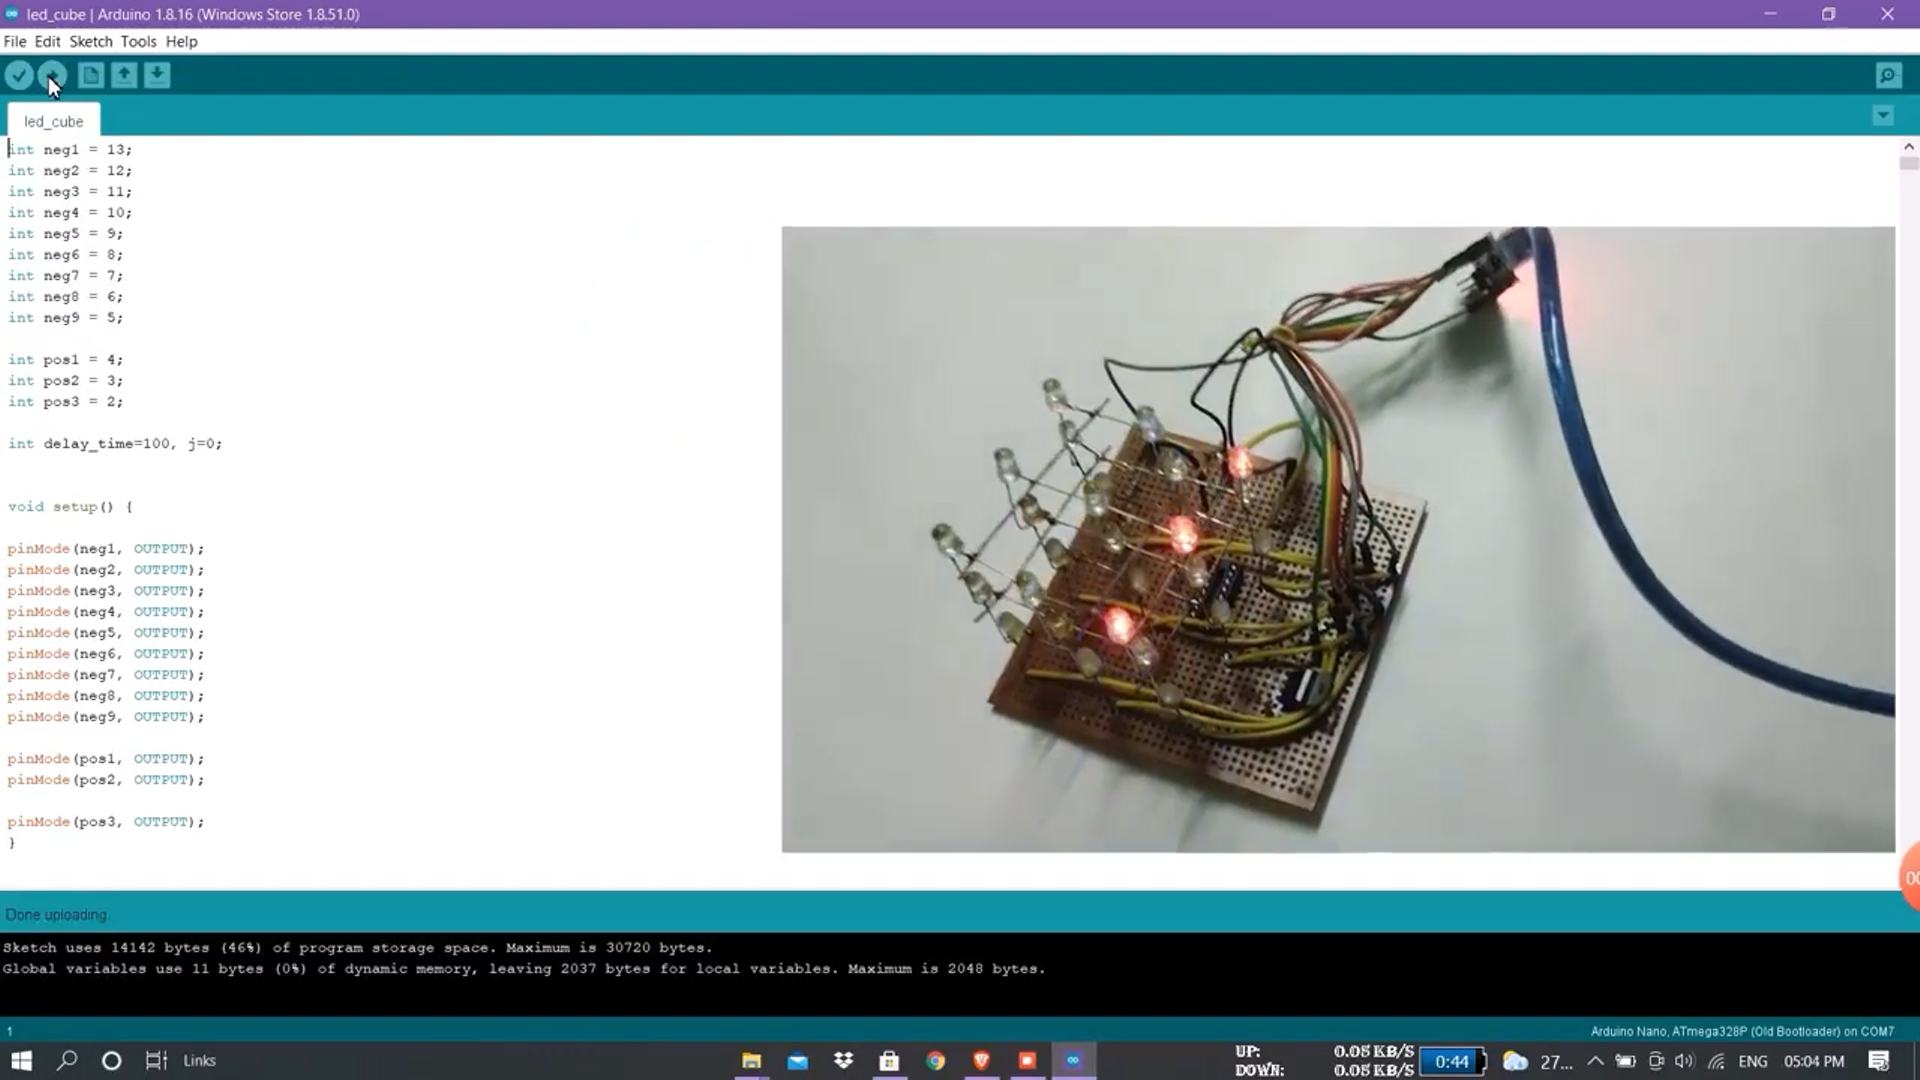 led_cube | Arduino 1.8.16 (Windows Store 1.8.51.0)
File Edit Sketch Tools Help
led_cube
int neg1 = 13;
int neg2 = 12;
int neg3 = 11;
int neg4 = 10;
int neg5 = 9;
int neg6 = 8;
int neg7 = 7;
int neg8 = 6;
int neg9 = 5;
int pos1 = 4;
int pos2 = 3;
int pos3 = 2;
int delay_time=100, j=0;
void setup() {
pinMode(neg1, OUTPUT);
pinMode(neg2, OUTPUT);
pinMode(neg3, OUTPUT);
pinMode(neg4, OUTPUT);
pinMode(neg5, OUTPUT);
pinMode(neg6, OUTPUT);
pinMode(neg7, OUTPUT);
pinMode(neg8, OUTPUT);
pinMode(neg9, OUTPUT);
pinMode(pos1, OUTPUT);
pinMode(pos2, OUTPUT);
pinMode(pos3, OUTPUT);
}
00
Done uploading.
Sketch uses 14142 bytes (46%) of program storage space. Maximum is 30720 bytes.
Global variables use 11 bytes (0%) of dynamic memory, leaving 2037 bytes for local variables. Maximum is 2048 bytes.
1
Arduino Nano, ATmega328P (Old Bootloader) on COM7
Links
UP: 0.05 KB/S
DOWN: 0.05 KB/S
0:44
27...
ENG
05:04 PM